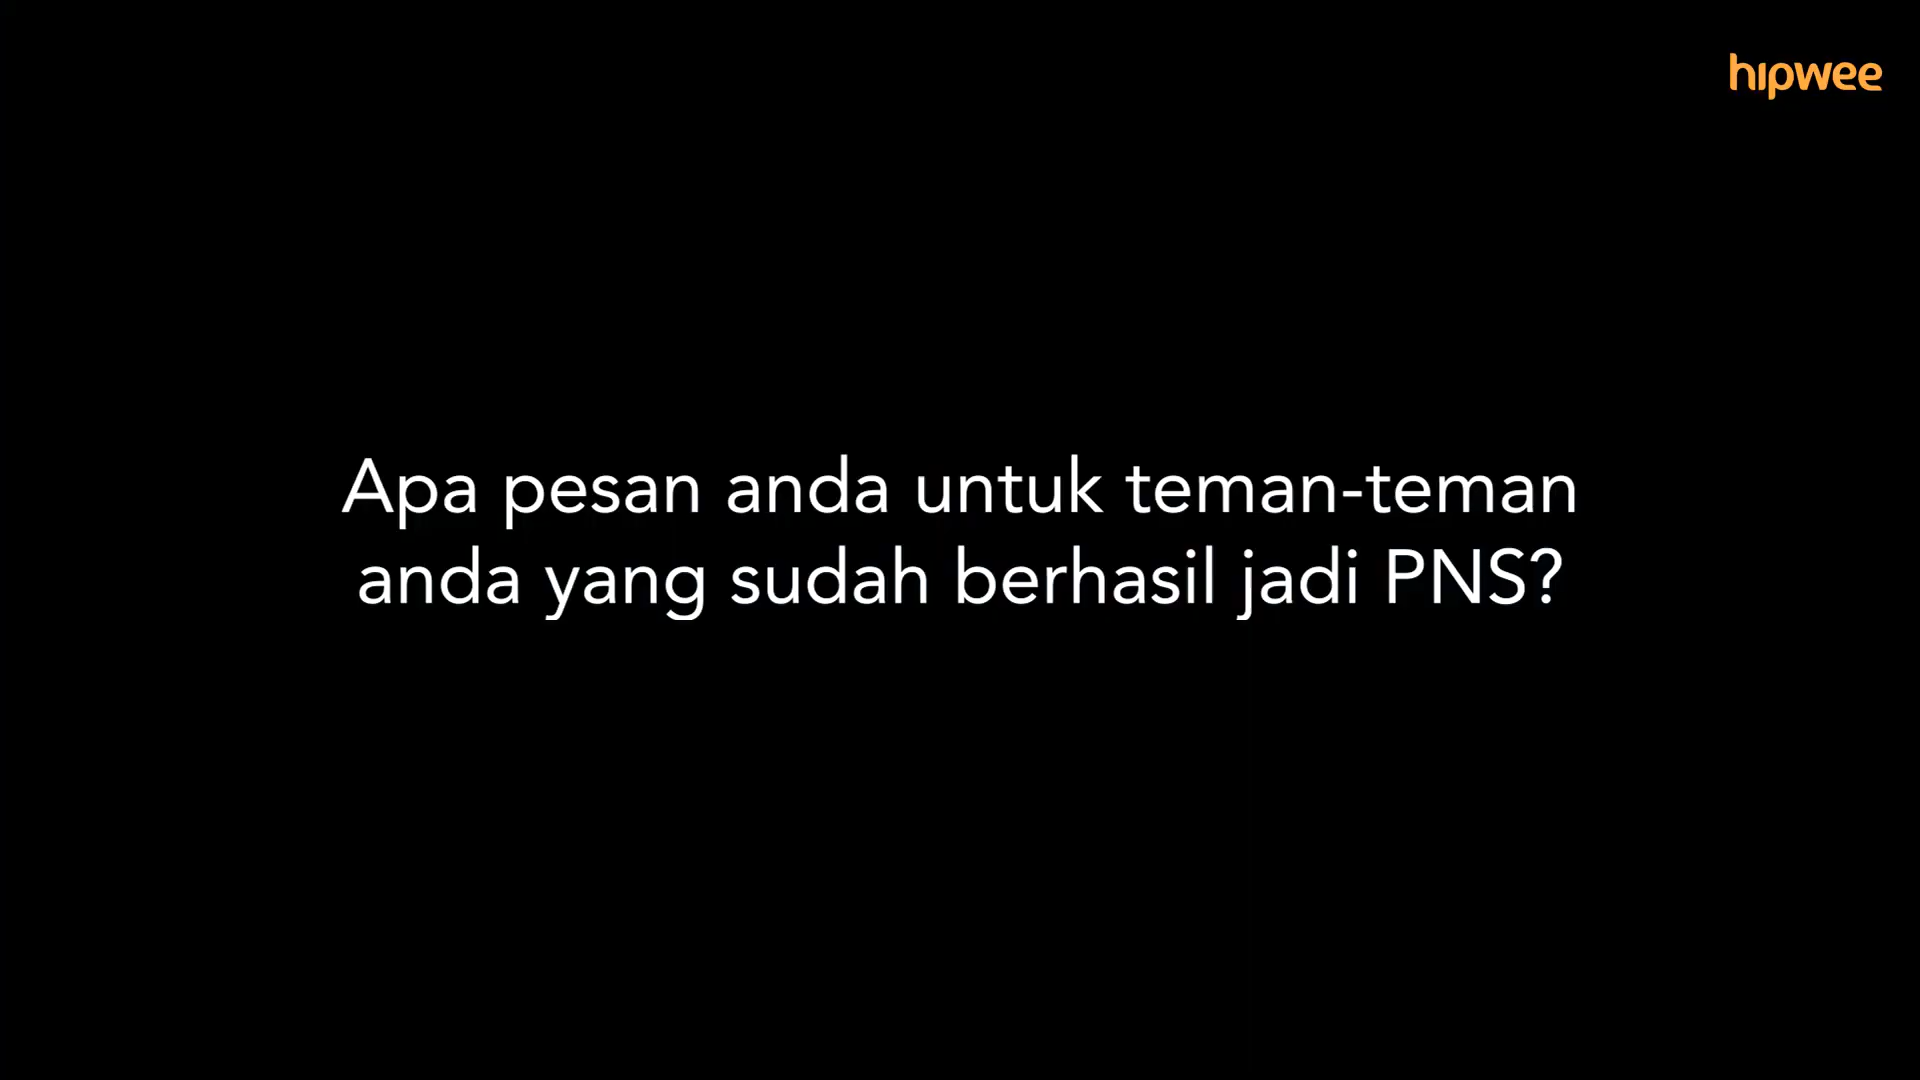 hipwee
Apa pesan anda untuk teman-teman
anda yang sudah berhasil jadi PNS?